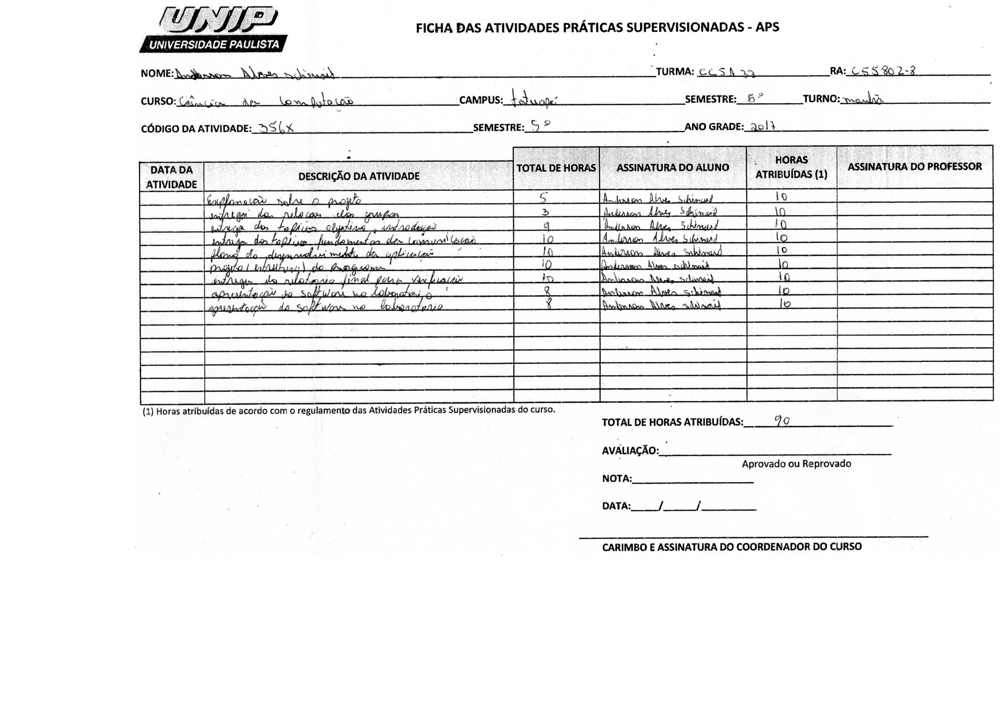 UNIP
UNIVERSIDADE PAULISTA
FICHA DAS ATIVIDADES PRÁTICAS SUPERVISIONADAS - APS
NOME: Anderson Alves schimaid TURMA: CC5A33 RA: C55802-8
CURSO: Ciência da Computação CAMPUS: tatuapé SEMESTRE: 5º TURNO: manhã
CÓDIGO DA ATIVIDADE: 356X SEMESTRE: 5º ANO GRADE: 2017
DATA DA ATIVIDADE DESCRIÇÃO DA ATIVIDADE TOTAL DE HORAS ASSINATURA DO ALUNO HORAS ATRIBUÍDAS (1) ASSINATURA DO PROFESSOR
Explanação sobre o projeto 5 Anderson Alves Schimaid 10
entrega das relacoes dos grupos 3 Anderson Alves Schimaid 10
entrega dos topicos objetivo, introdução 9 Anderson Alves Schimaid 10
entrega dos topicos fundamentos da comunicação 10 Anderson Alves Schimaid 10
plano do desenvolvimento da aplicação 10 Anderson Alves Schimaid 10
projeto (estrutura) do Programa 10 Anderson Alves schimaid 10
entrega do relatorio final para verificação 10 Anderson Alves schimaid 10
apresentação do software no laboratorio 8 Anderson Alves schimaid 10
apresentação do software no laboratorio 8 Anderson Alves schimaid 10
(1) Horas atribuídas de acordo com o regulamento das Atividades Práticas Supervisionadas do curso.
TOTAL DE HORAS ATRIBUÍDAS: 90
AVALIAÇÃO:
Aprovado ou Reprovado
NOTA:
DATA: / /
CARIMBO E ASSINATURA DO COORDENADOR DO CURSO